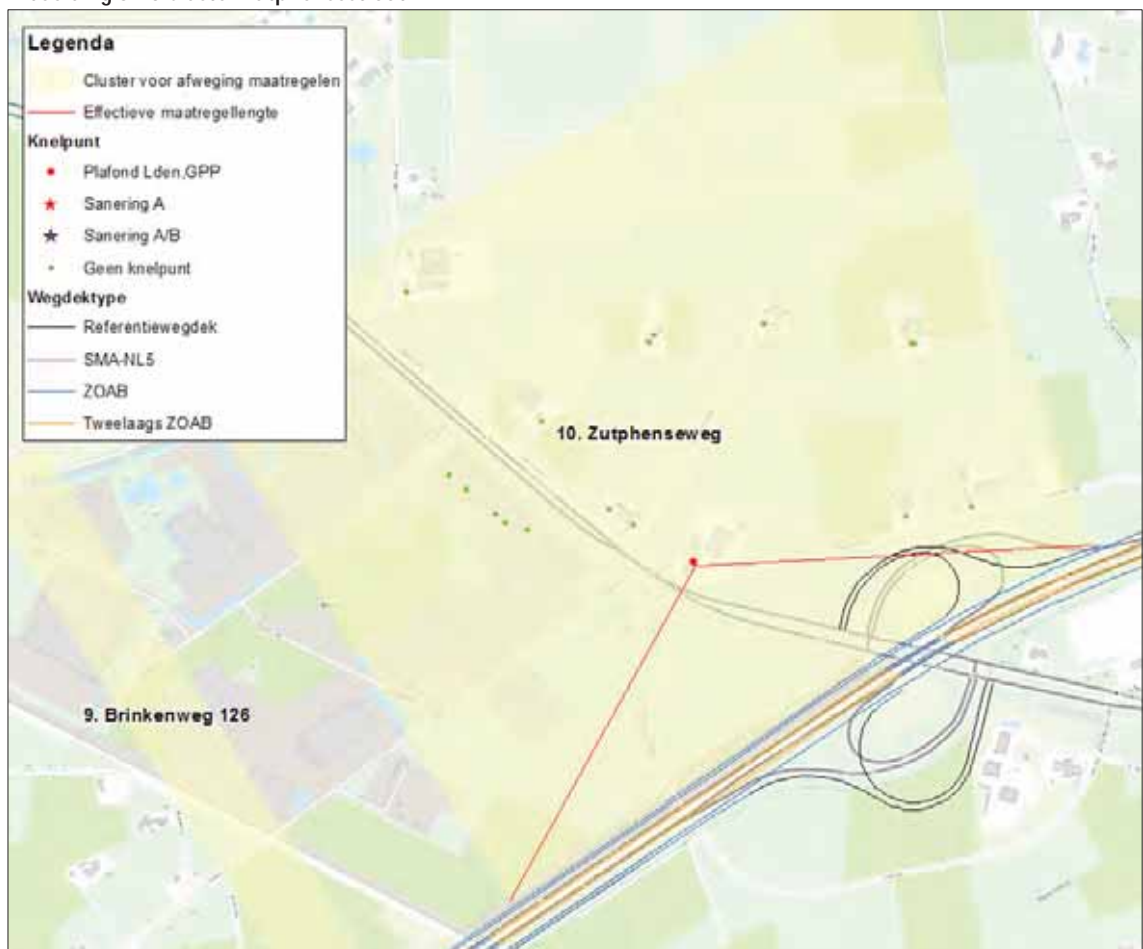 Legenda
Cluster voor afweging maatregelen
Effectieve maatregellengte
Knelpunt
Plafond Lden,GPP
Sanering A
Sanering A/B
Geen knelpunt
Wegdektype
Referentiewegdek
SMA-NL5
ZOAB
Tweelaags ZOAB
10. Zutphenseweg
9. Brinkenweg 126